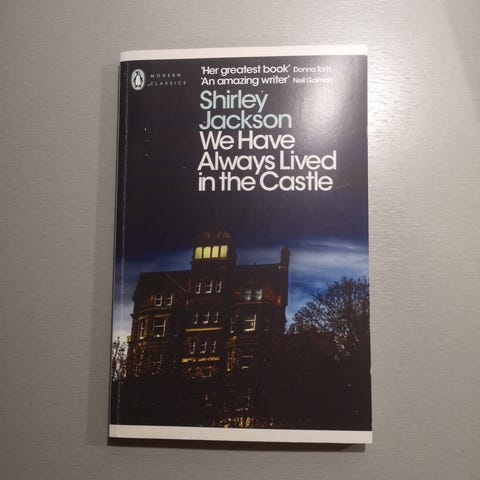 MODERN
CLASSICS
'Her greatest book' Donna Tartt
'An amazing writer' Neil Gaiman
Shirley
Jackson
We Have
Always Lived
in the Castle